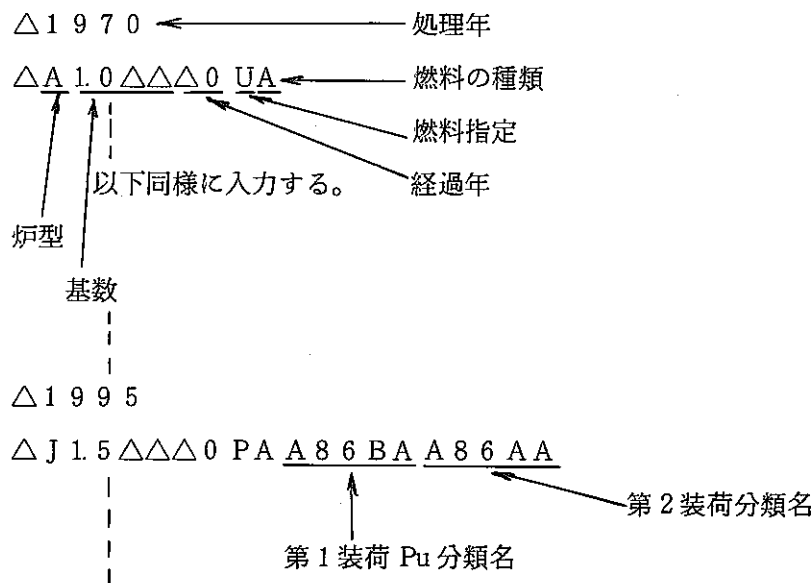 △1970 処理年
△A1.0△△△0 UA 燃料の種類
燃料指定
以下同様に入力する。 経過年
炉型
基数
△1995
△J1.5△△△0 PA A86BA A86AA
第2装荷分類名
第1装荷 Pu 分類名